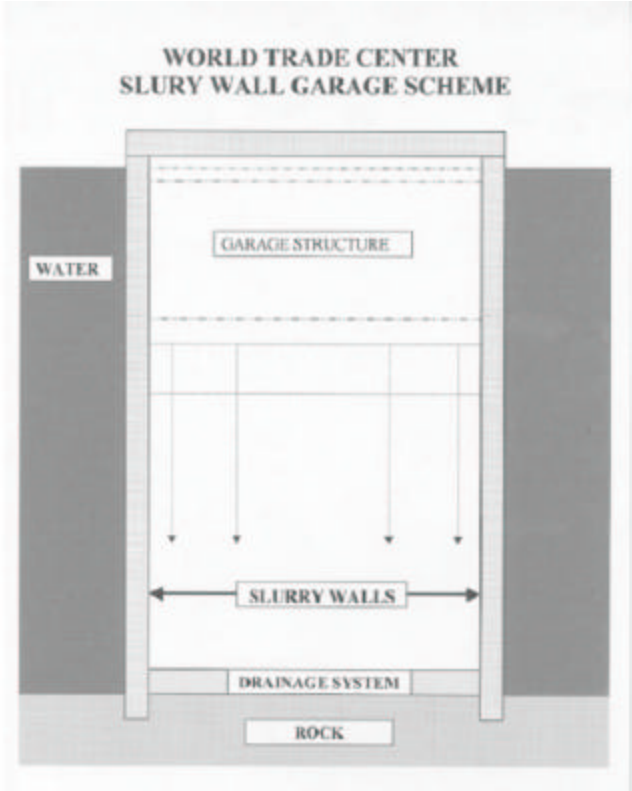 WORLD TRADE CENTER
SLURY WALL GARAGE SCHEME
GARAGE STRUCTURE
WATER
SLURRY WALLS
DRAINAGE SYSTEM
ROCK